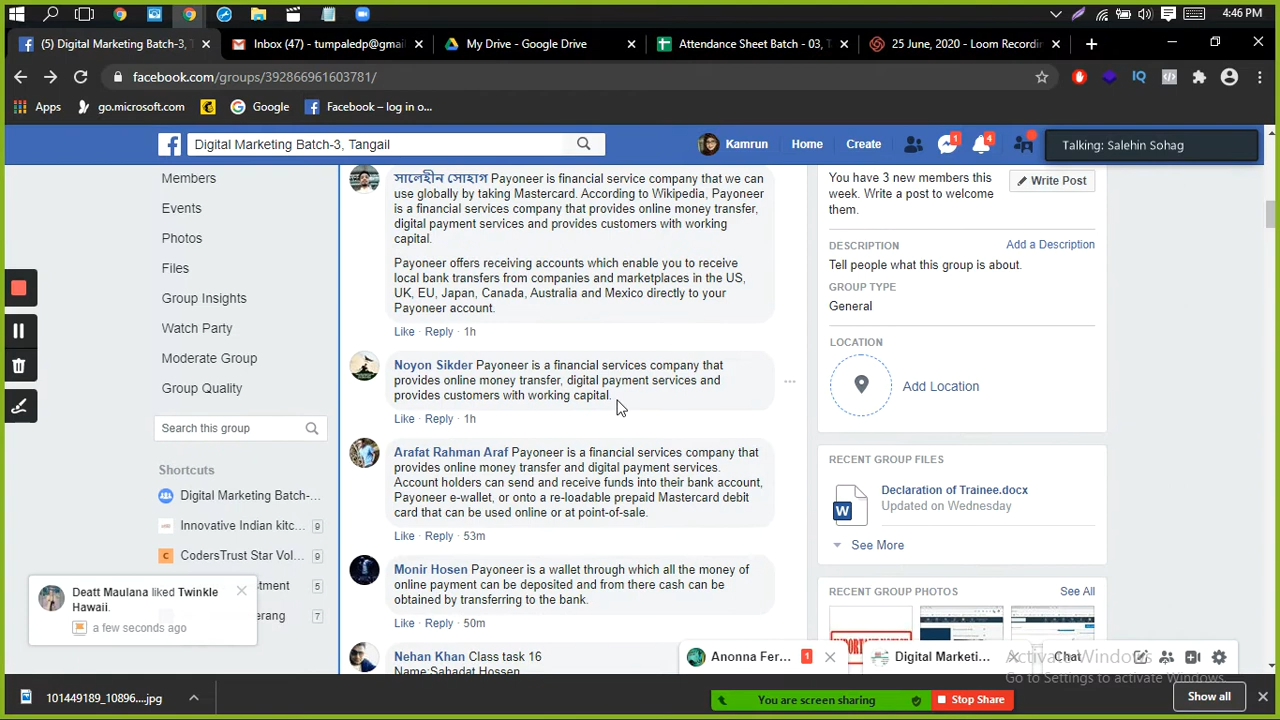 4:46 PM
(5) Digital Marketing Batch-3, T
Inbox (47) - tumpaledp@gmai
My Drive - Google Drive
Attendance Sheet Batch - 03, T
25 June, 2020 - Loom Recordin
facebook.com/groups/392866961603781/
IQ
Apps
go.microsoft.com
Google
Facebook – log in o...
Digital Marketing Batch-3, Tangail
Kamrun
Home
Create
1
4
Talking: Salehin Sohag
Members
Events
Photos
Files
Group Insights
Watch Party
Moderate Group
Group Quality
Search this group
Shortcuts
Digital Marketing Batch-...
Innovative Indian kitc... 9
CodersTrust Star Vol... 9
estment 5
erang 7
Deatt Maulana liked Twinkle
Hawaii.
a few seconds ago
সালেহীন সোহাগ Payoneer is financial service company that we can
use globally by taking Mastercard. According to Wikipedia, Payoneer
is a financial services company that provides online money transfer,
digital payment services and provides customers with working
capital.
Payoneer offers receiving accounts which enable you to receive
local bank transfers from companies and marketplaces in the US,
UK, EU, Japan, Canada, Australia and Mexico directly to your
Payoneer account.
Like · Reply · 1h
Noyon Sikder Payoneer is a financial services company that
provides online money transfer, digital payment services and
provides customers with working capital.
Like · Reply · 1h
Arafat Rahman Araf Payoneer is a financial services company that
provides online money transfer and digital payment services.
Account holders can send and receive funds into their bank account,
Payoneer e-wallet, or onto a re-loadable prepaid Mastercard debit
card that can be used online or at point-of-sale.
Like · Reply · 53m
Monir Hosen Payoneer is a wallet through which all the money of
online payment can be deposited and from there cash can be
obtained by transferring to the bank.
Like · Reply · 50m
Nehan Khan Class task 16
Name Sahadat Hossen
You have 3 new members this
week. Write a post to welcome
them.
Write Post
DESCRIPTION
Add a Description
Tell people what this group is about.
GROUP TYPE
General
LOCATION
Add Location
RECENT GROUP FILES
Declaration of Trainee.docx
Updated on Wednesday
See More
RECENT GROUP PHOTOS
See All
Anonna Fer... 1
Digital Marketi...
Chat
Activate Windows
Go to Settings to activate Windows.
101449189_10896....jpg
You are screen sharing
Stop Share
Show all